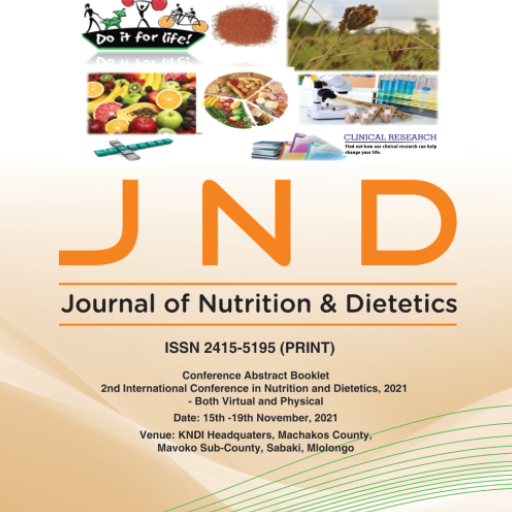 Do it for life!
CLINICAL RESEARCH
Find out how our clinical research can help
change your life.
JND
Journal of Nutrition & Dietetics
ISSN 2415-5195 (PRINT)
Conference Abstract Booklet
2nd International Conference in Nutrition and Dietetics, 2021
- Both Virtual and Physical
Date: 15th -19th November, 2021
Venue: KNDI Headquaters, Machakos County,
Mavoko Sub-County, Sabaki, Mlolongo